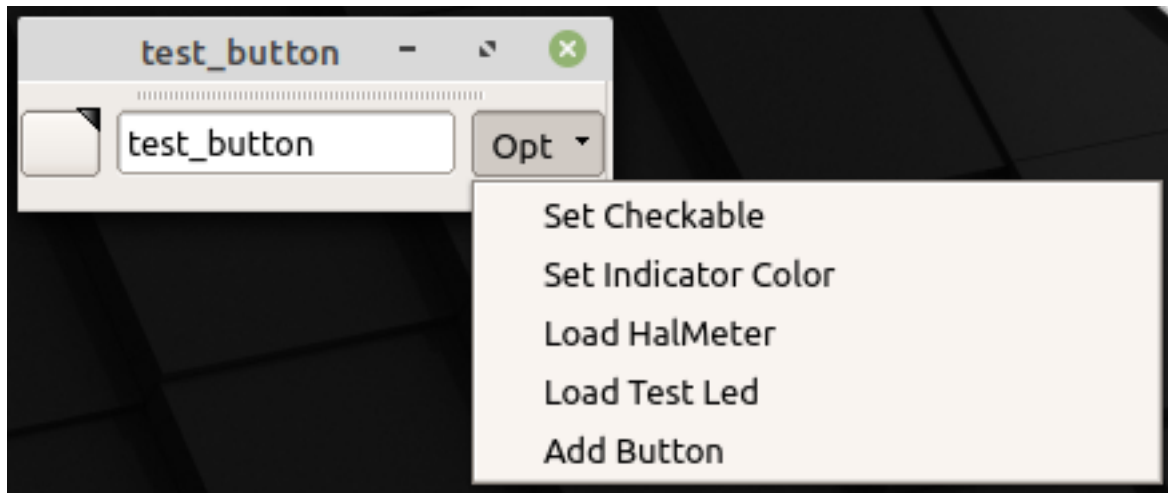 test_button
test_button
Opt
Set Checkable
Set Indicator Color
Load HalMeter
Load Test Led
Add Button